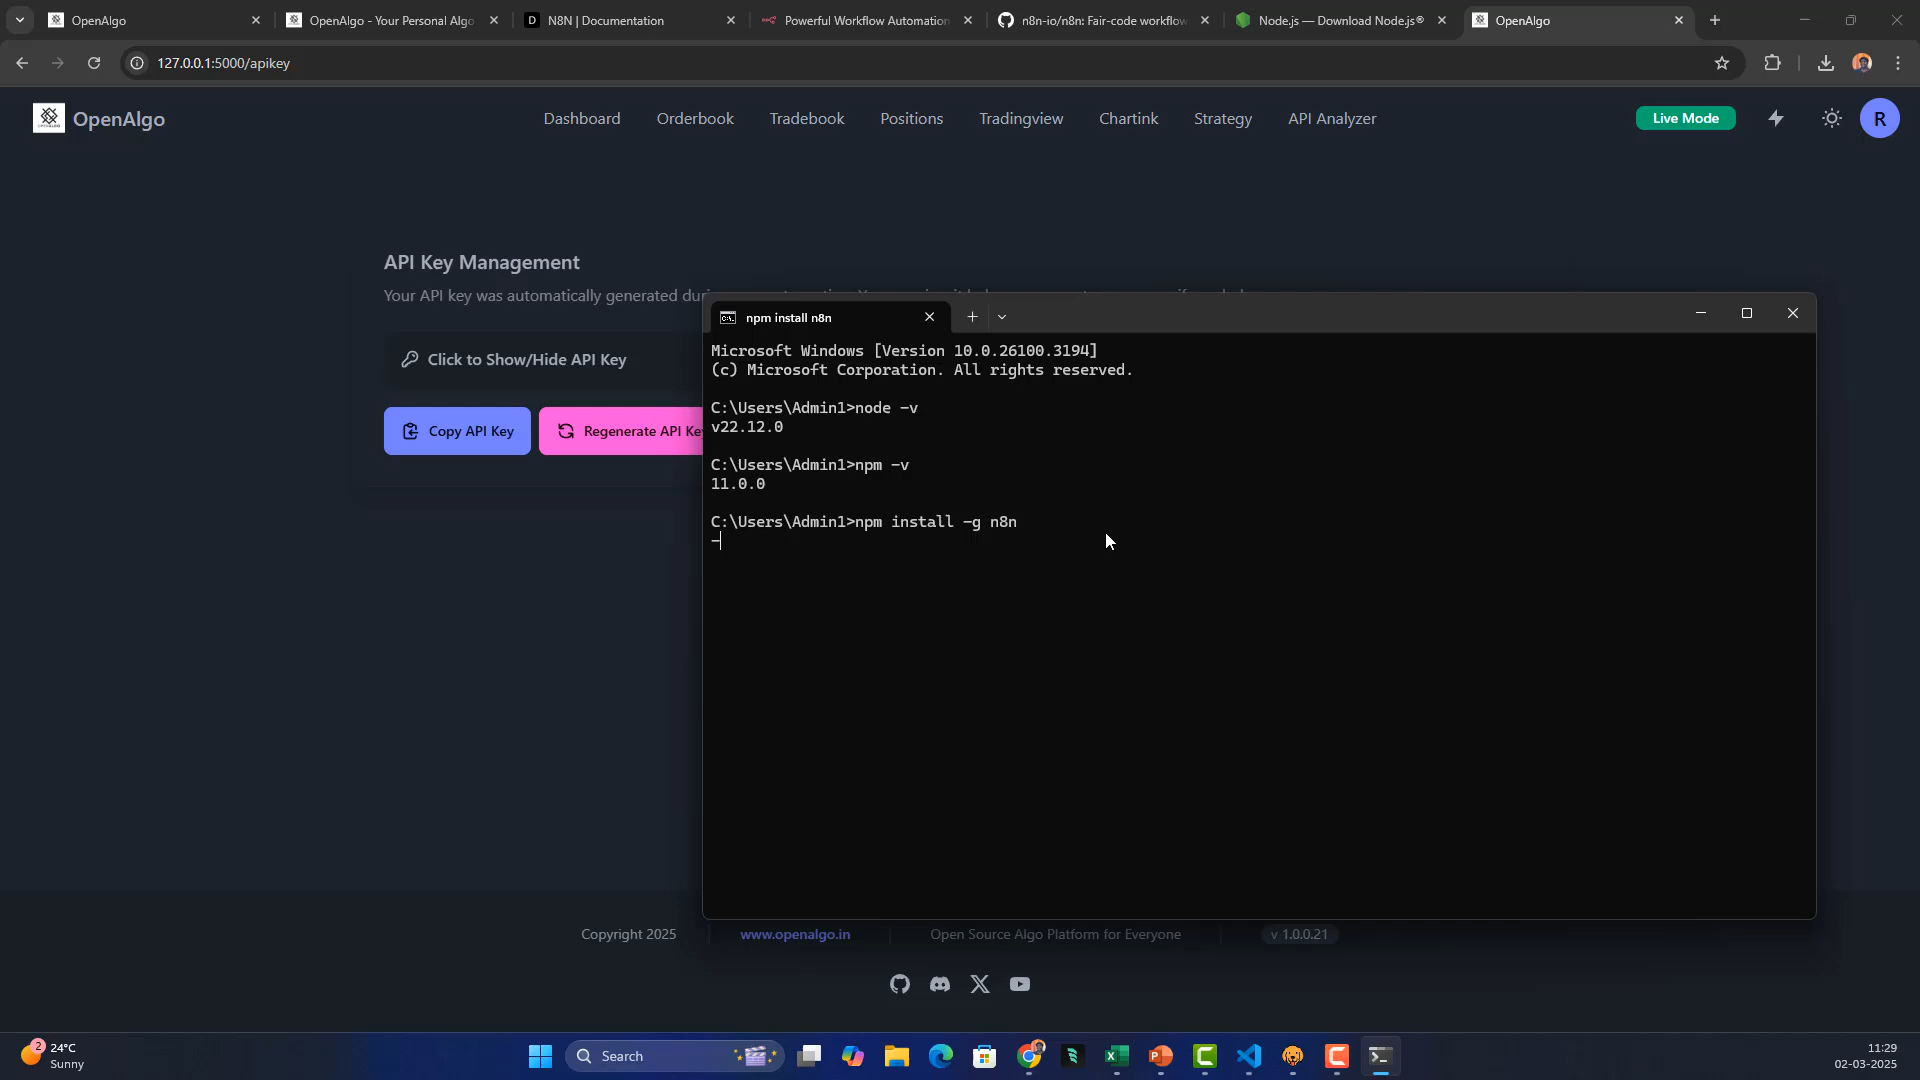 OpenAlgo
OpenAlgo - Your Personal Algo
N8N | Documentation
Powerful Workflow Automation
n8n-io/n8n: Fair-code workflow
Node.js — Download Node.js®
OpenAlgo
127.0.0.1:5000/apikey
OpenAlgo
Dashboard
Orderbook
Tradebook
Positions
Tradingview
Chartink
Strategy
API Analyzer
Live Mode
R
API Key Management
Your API key was automatically generated
Click to Show/Hide API Key
Copy API Key
Regenerate API Key
npm install n8n
Microsoft Windows [Version 10.0.26100.3194]
(c) Microsoft Corporation. All rights reserved.
C:\Users\Admin1>node -v
v22.12.0
C:\Users\Admin1>npm -v
11.0.0
C:\Users\Admin1>npm install -g n8n
-
Copyright 2025
www.openalgo.in
Open Source Algo Platform for Everyone
v 1.0.0.21
2
24°C
Sunny
Search
11:29
02-03-2025